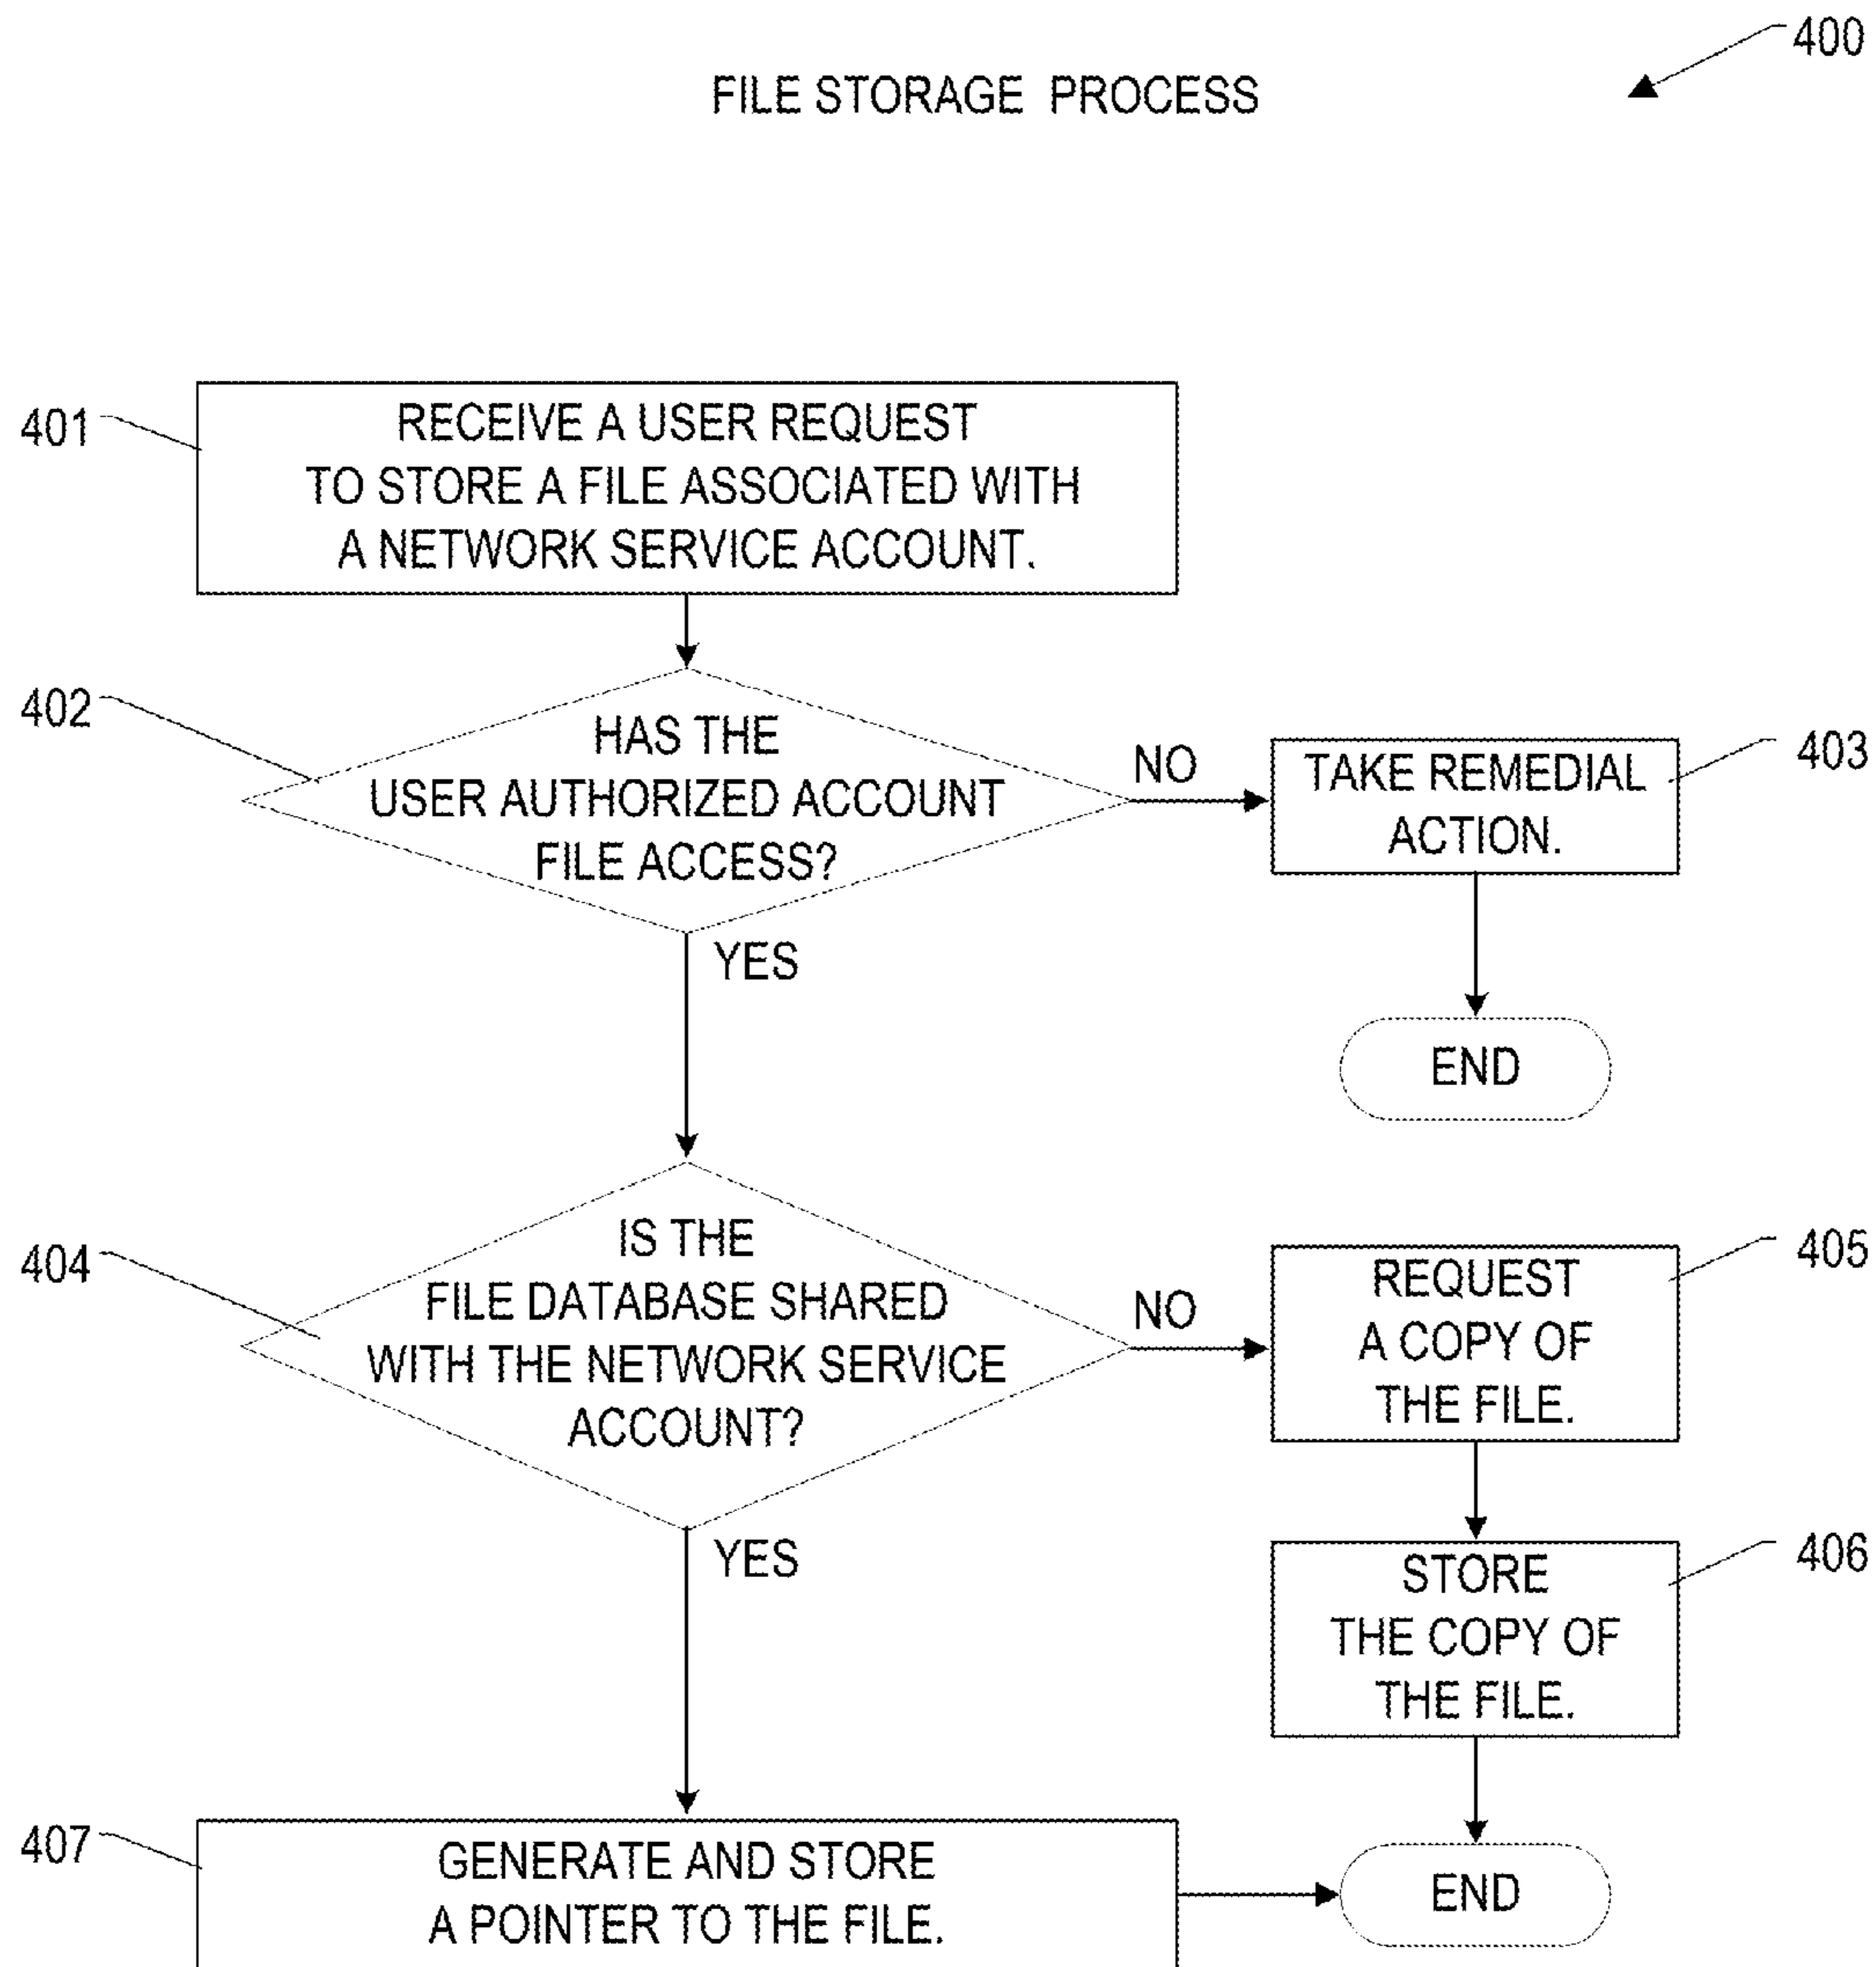 400
FILE STORAGE PROCESS
401
RECEIVE A USER REQUEST
TO STORE A FILE ASSOCIATED WITH
A NETWORK SERVICE ACCOUNT.
402
HAS THE
USER AUTHORIZED ACCOUNT
FILE ACCESS?
NO
403
TAKE REMEDIAL
ACTION.
YES
END
404
IS THE
FILE DATABASE SHARED
WITH THE NETWORK SERVICE
ACCOUNT?
NO
405
REQUEST
A COPY OF
THE FILE.
YES
406
STORE
THE COPY OF
THE FILE.
407
GENERATE AND STORE
A POINTER TO THE FILE.
END